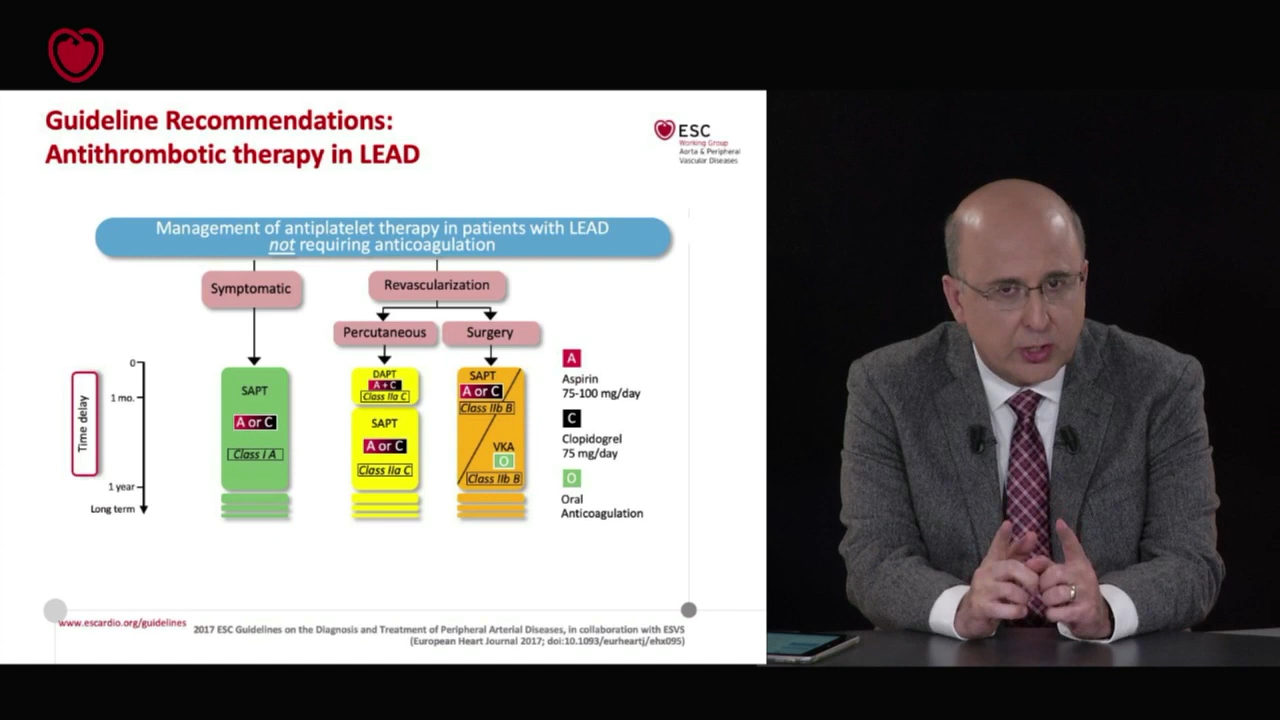 Guideline Recommendations:
Antithrombotic therapy in LEAD
ESC
Working Group
Aorta & Peripheral
Vascular Diseases
Management of antiplatelet therapy in patients with LEAD
not requiring anticoagulation
Symptomatic
Revascularization
Percutaneous
Surgery
Time delay
0
1 mo.
1 year
Long term
SAPT
A or C
Class I A
DAPT
A + C
Class IIa C
SAPT
A or C
Class IIa C
SAPT
A or C
Class IIb B
VKA
O
Class IIb B
A
Aspirin
75-100 mg/day
C
Clopidogrel
75 mg/day
O
Oral
Anticoagulation
www.escardio.org/guidelines
2017 ESC Guidelines on the Diagnosis and Treatment of Peripheral Arterial Diseases, in collaboration with ESVS
(European Heart Journal 2017; doi:10.1093/eurheartj/ehx095)